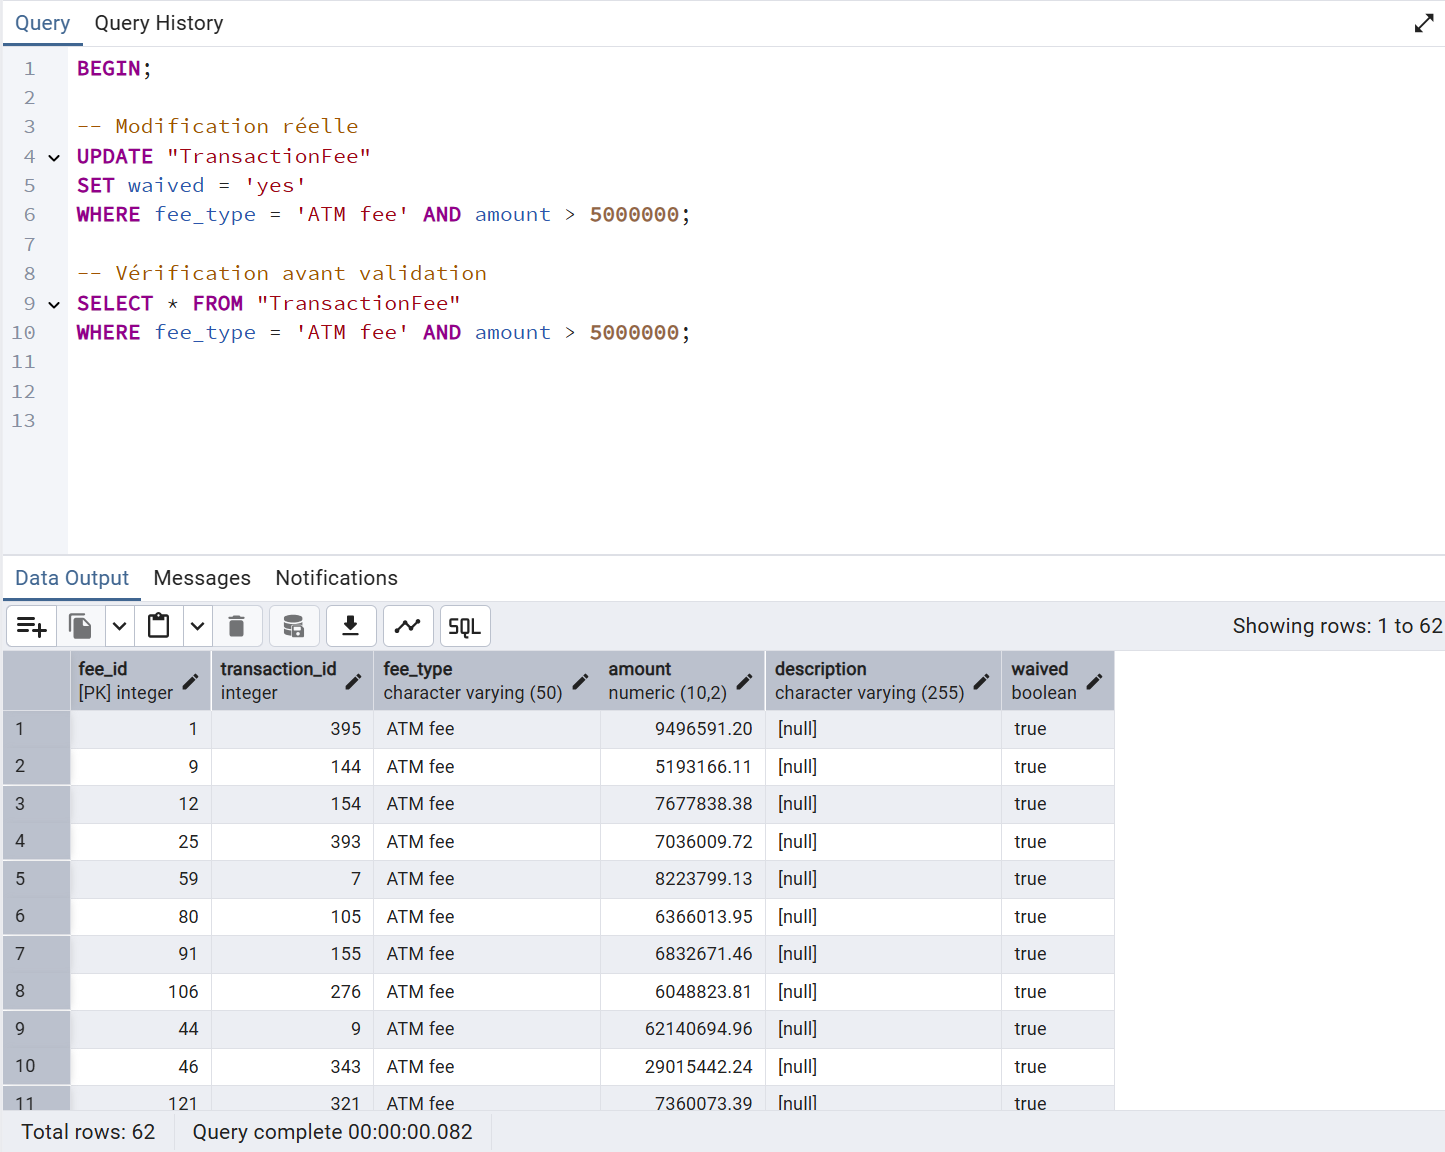 Query Query History
1 BEGIN;
2
3 -- Modification réelle
4 UPDATE "TransactionFee"
5 SET waived = 'yes'
6 WHERE fee_type = 'ATM fee' AND amount > 5000000;
7
8 -- Vérification avant validation
9 SELECT * FROM "TransactionFee"
10 WHERE fee_type = 'ATM fee' AND amount > 5000000;
11
12
13
Data Output Messages Notifications
SQL Showing rows: 1 to 62
fee_id transaction_id fee_type amount description waived
[PK] integer integer character varying (50) numeric (10,2) character varying (255) boolean
1 1 395 ATM fee 9496591.20 [null] true
2 9 144 ATM fee 5193166.11 [null] true
3 12 154 ATM fee 7677838.38 [null] true
4 25 393 ATM fee 7036009.72 [null] true
5 59 7 ATM fee 8223799.13 [null] true
6 80 105 ATM fee 6366013.95 [null] true
7 91 155 ATM fee 6832671.46 [null] true
8 106 276 ATM fee 6048823.81 [null] true
9 44 9 ATM fee 62140694.96 [null] true
10 46 343 ATM fee 29015442.24 [null] true
11 121 321 ATM fee 7360073.39 [null] true
Total rows: 62 Query complete 00:00:00.082